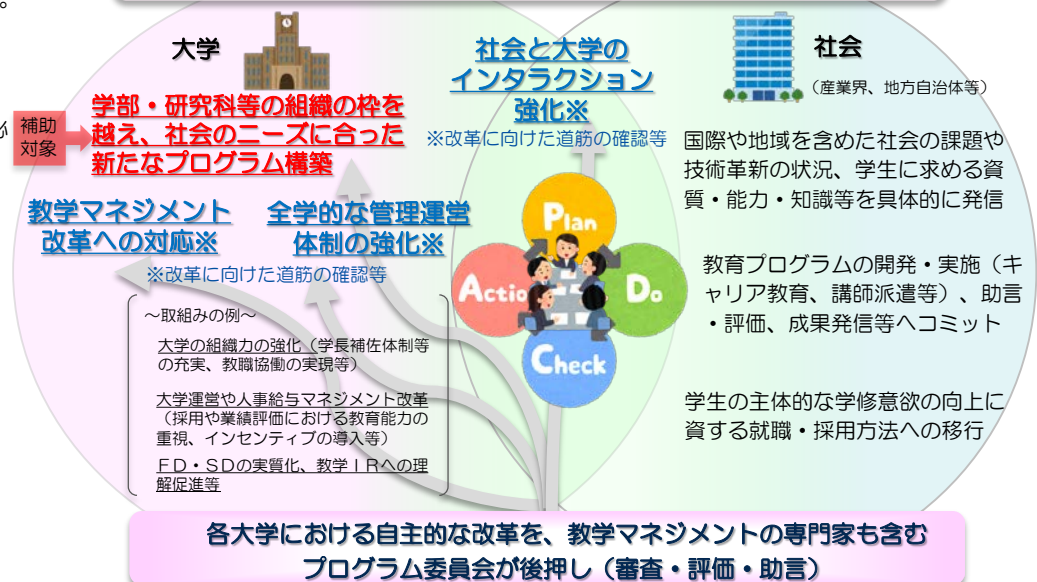 。
大学
社会と大学の
インタラクション
強化※
※改革に向けた道筋の確認等
社会
（産業界、地方自治体等）
補助
対象
学部・研究科等の組織の枠を
越え、社会のニーズに合った
新たなプログラム構築
国際や地域を含めた社会の課題や
技術革新の状況、学生に求める資
質・能力・知識等を具体的に発信
教学マネジメント
改革への対応※
全学的な管理運営
体制の強化※
※改革に向けた道筋の確認等
Plan
Actio
Do
Check
教育プログラムの開発・実施（キ
ャリア教育、講師派遣等）、助言
・評価、成果発信等へコミット
～取組みの例～
大学の組織力の強化（学長補佐体制等
の充実、教職協働の実現等）
大学運営や人事給与マネジメント改革
（採用や業績評価における教育能力の
重視、インセンティブの導入等）
ＦＤ・ＳＤの実質化、教学ＩＲへの理
解促進等
学生の主体的な学修意欲の向上に
資する就職・採用方法への移行
各大学における自主的な改革を、教学マネジメントの専門家も含む
プログラム委員会が後押し（審査・評価・助言）